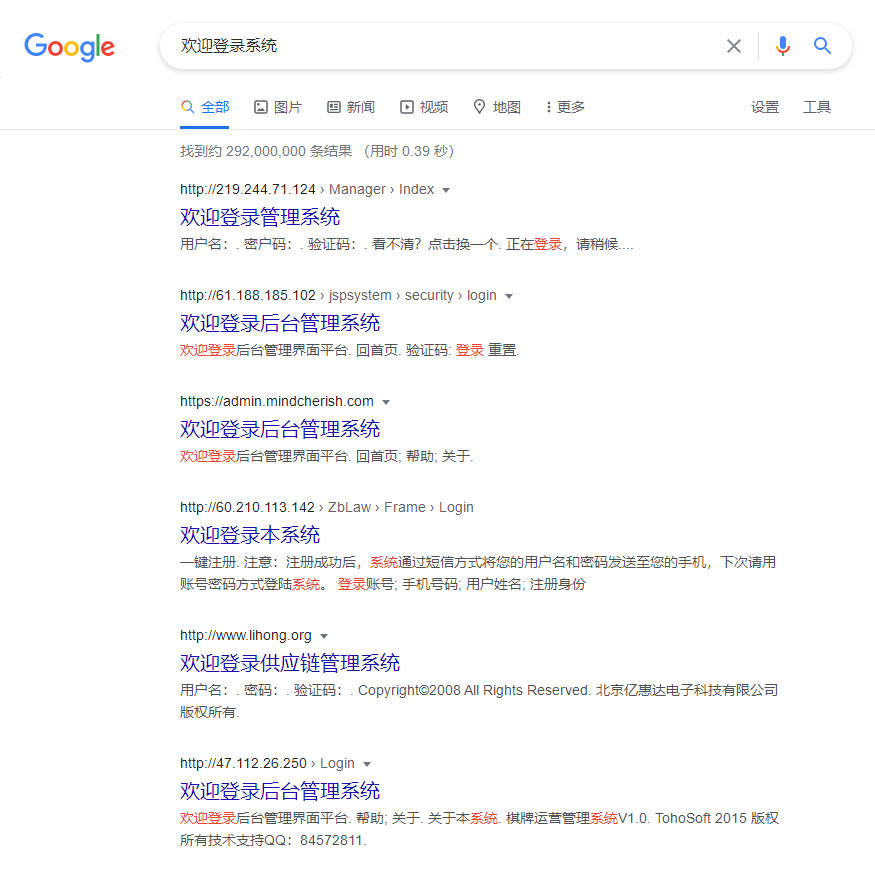 Google
欢迎登录系统
全部 图片 新闻 视频 地图 更多 设置 工具
找到约 292,000,000 条结果 （用时 0.39 秒）
http://219.244.71.124 › Manager › Index
欢迎登录管理系统
用户名：. 密户码：. 验证码：. 看不清？点击换一个. 正在登录，请稍候....
http://61.188.185.102 › jspsystem › security › login
欢迎登录后台管理系统
欢迎登录后台管理界面平台. 回首页. 验证码: 登录 重置.
https://admin.mindcherish.com
欢迎登录后台管理系统
欢迎登录后台管理界面平台. 回首页; 帮助; 关于.
http://60.210.113.142 › ZbLaw › Frame › Login
欢迎登录本系统
一键注册. 注意：注册成功后，系统通过短信方式将您的用户名和密码发送至您的手机，下次请用
账号密码方式登陆系统。 登录账号; 手机号码; 用户姓名; 注册身份
http://www.lihong.org
欢迎登录供应链管理系统
用户名：. 密码：. 验证码：. Copyright©2008 All Rights Reserved. 北京亿惠达电子科技有限公司
版权所有.
http://47.112.26.250 › Login
欢迎登录后台管理系统
欢迎登录后台管理界面平台. 帮助; 关于. 关于本系统. 棋牌运营管理系统V1.0. TohoSoft 2015 版权
所有技术支持QQ：84572811.